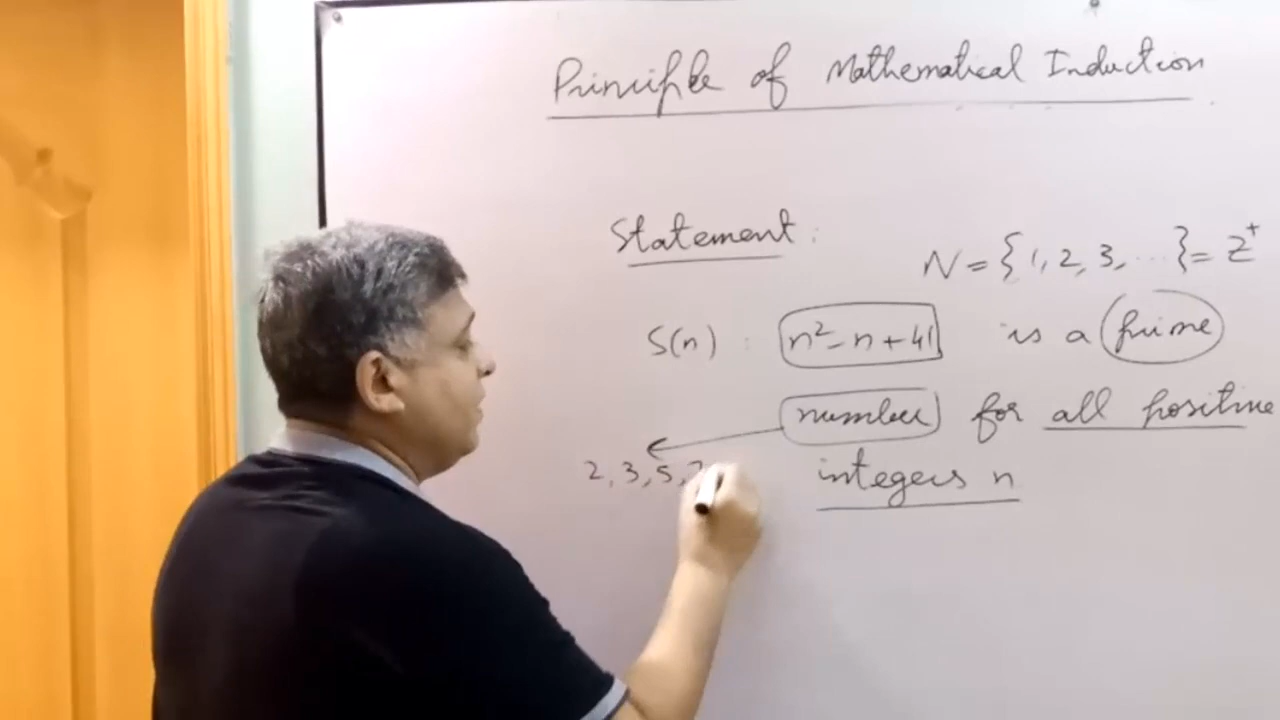 Principle of Mathematical Induction
Statement:
N = {1, 2, 3, ...} = Z⁺
S(n) : n² - n + 41 is a prime
number for all positive
2, 3, 5, 7
integers n